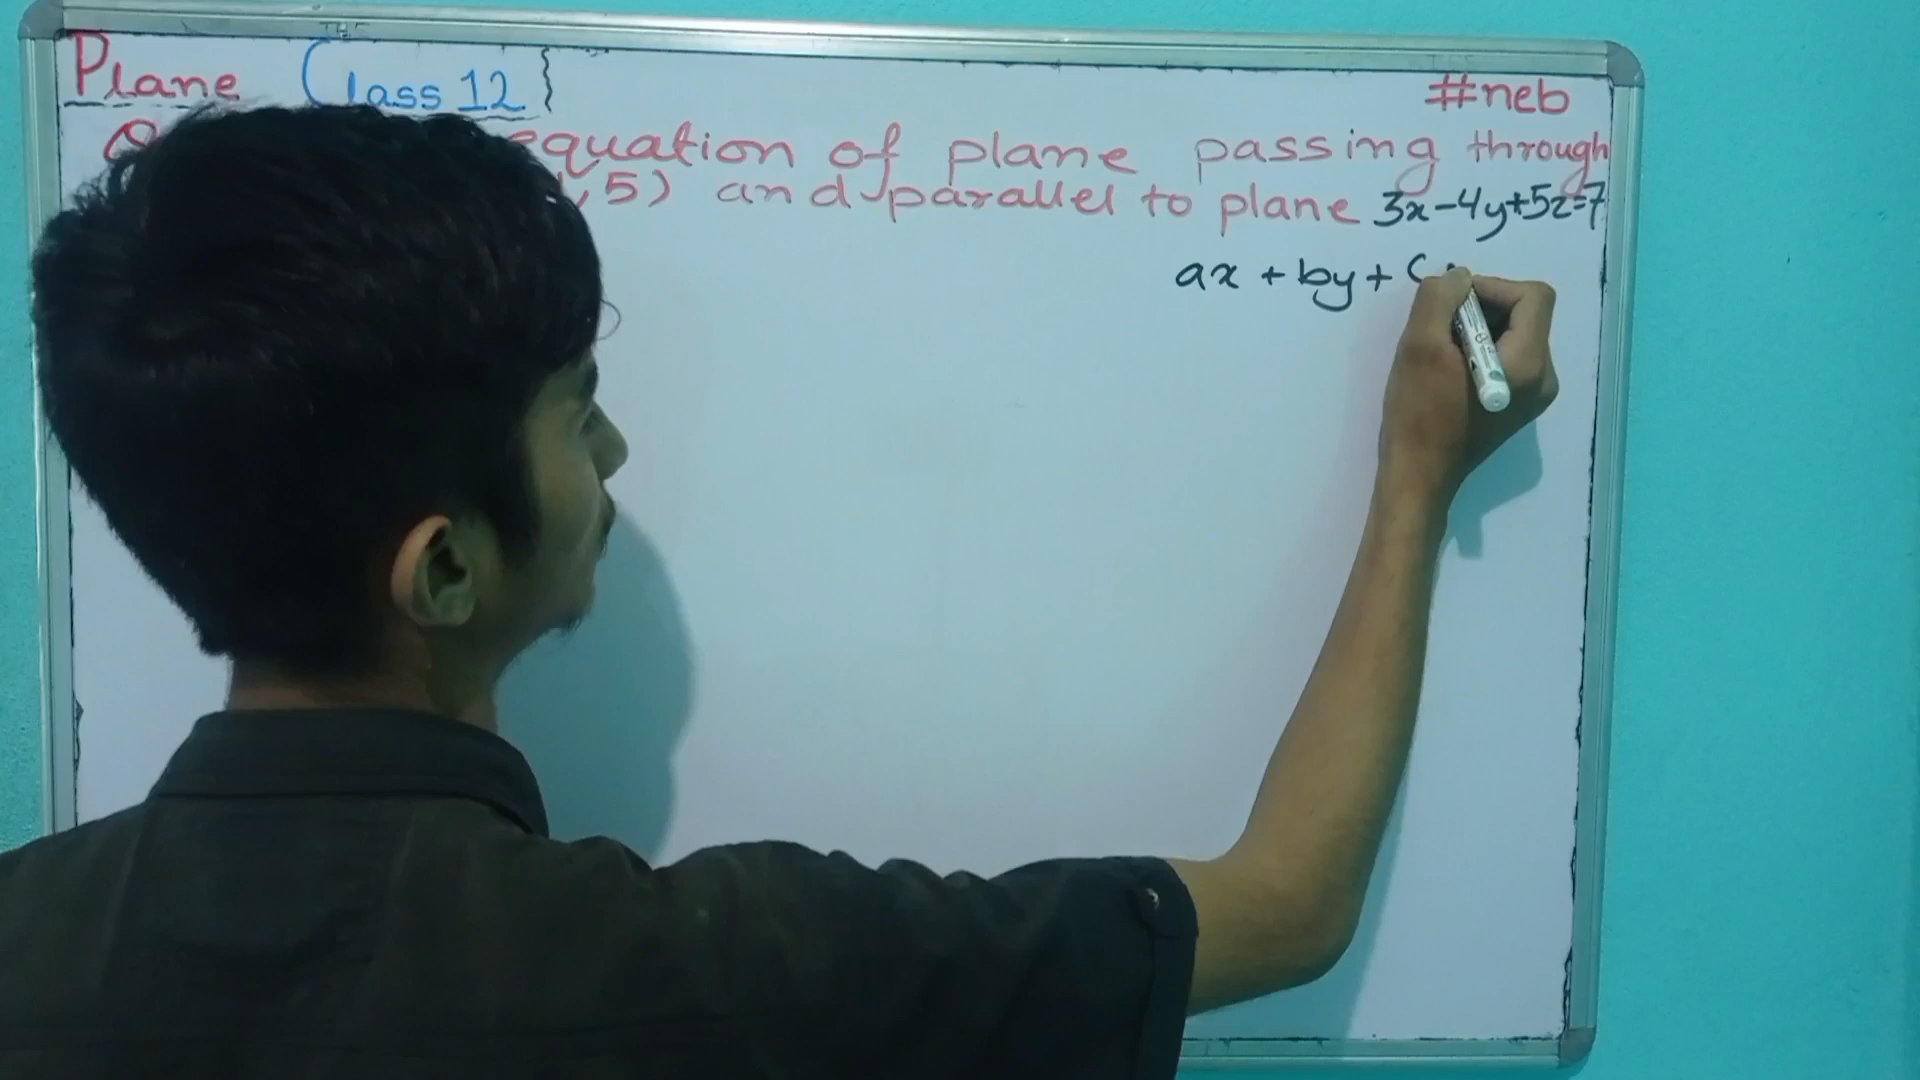 Plane Class 12 }
#neb
equation of plane passing through
,5) and parallel to plane 3x-4y+5z=7
ax + by + C